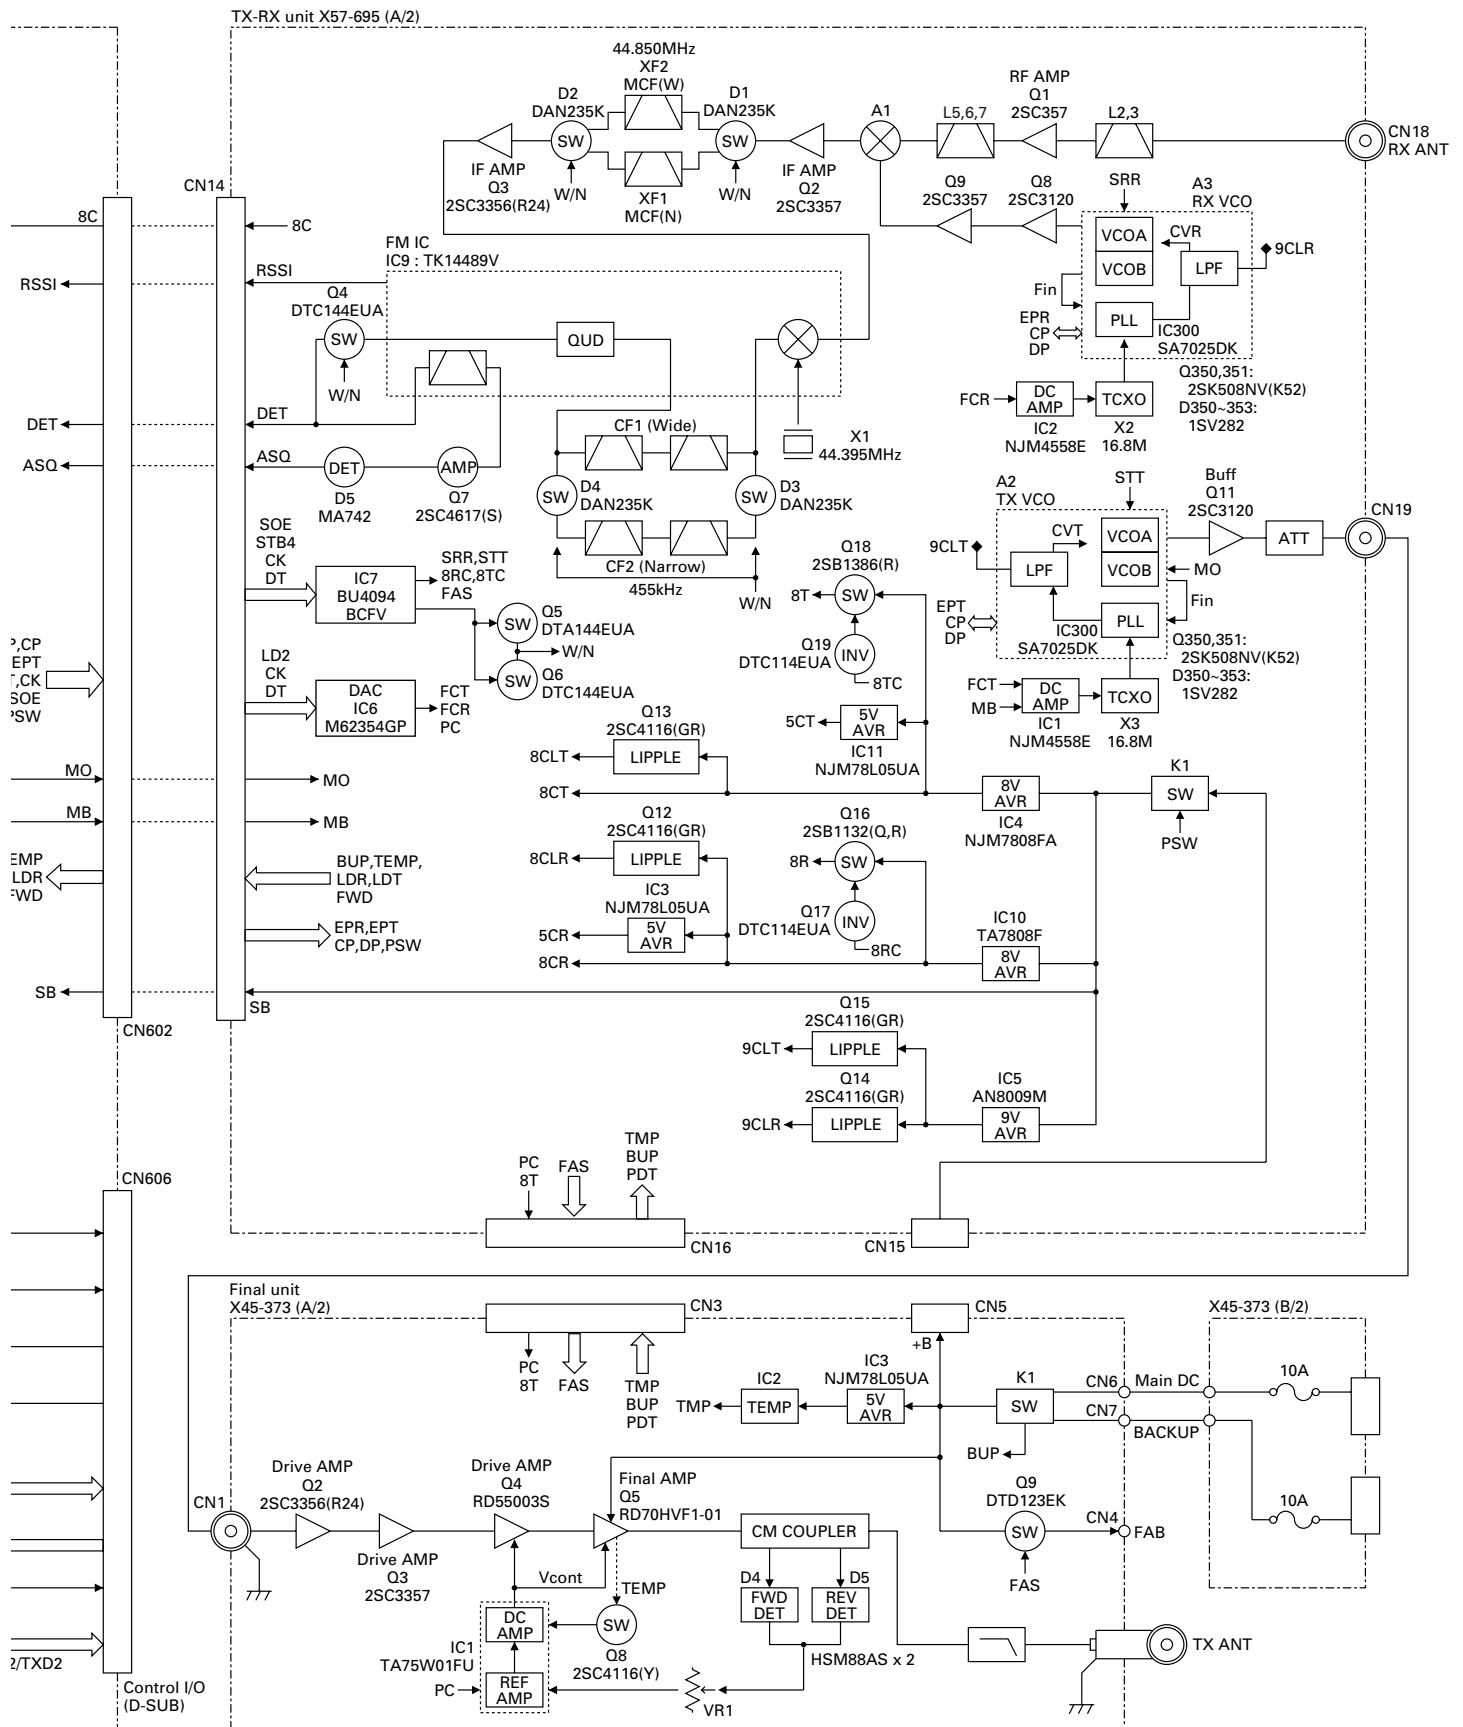 TX-RX unit X57-695 (A/2)
44.850MHz
XF2
MCF(W)
D2
DAN235K
D1
DAN235K
SW
SW
IF AMP
Q3
2SC3356(R24)
W/N
XF1
MCF(N)
W/N
IF AMP
Q2
2SC3357
A1
L5,6,7
RF AMP
Q1
2SC357
L2,3
CN18
RX ANT
Q9
2SC3357
Q8
2SC3120
SRR
A3
RX VCO
VCOA
VCOB
CVR
LPF
9CLR
Fin
PLL
EPR
CP
DP
IC300
SA7025DK
Q350,351:
2SK508NV(K52)
D350~353:
1SV282
FCR
DC
AMP
IC2
NJM4558E
TCXO
X2
16.8M
CN14
8C
8C
RSSI
RSSI
FM IC
IC9 : TK14489V
Q4
DTC144EUA
SW
W/N
QUD
DET
DET
ASQ
ASQ
DET
D5
MA742
AMP
Q7
2SC4617(S)
CF1 (Wide)
X1
44.395MHz
SW
D4
DAN235K
SW
D3
DAN235K
CF2 (Narrow)
455kHz
W/N
SOE
STB4
CK
DT
IC7
BU4094
BCFV
SRR,STT
8RC,8TC
FAS
SW
Q5
DTA144EUA
W/N
SW
Q6
DTC144EUA
LD2
CK
DT
DAC
IC6
M62354GP
FCT
FCR
PC
P,CP
EPT
T,CK
SOE
PSW
A2
TX VCO
STT
Buff
Q11
2SC3120
ATT
CN19
9CLT
CVT
LPF
VCOA
VCOB
MO
Fin
EPT
CP
DP
PLL
IC300
SA7025DK
Q350,351:
2SK508NV(K52)
D350~353:
1SV282
FCT
MB
DC
AMP
IC1
NJM4558E
TCXO
X3
16.8M
Q18
2SB1386(R)
8T
SW
Q19
DTC114EUA
INV
8TC
5CT
5V
AVR
IC11
NJM78L05UA
Q13
2SC4116(GR)
8CLT
LIPPLE
8CT
8V
AVR
IC4
NJM7808FA
K1
SW
PSW
MO
MO
MB
MB
EMP
LDR
FWD
BUP,TEMP,
LDR,LDT
FWD
EPR,EPT
CP,DP,PSW
Q12
2SC4116(GR)
8CLR
LIPPLE
IC3
NJM78L05UA
5CR
5V
AVR
8CR
Q16
2SB1132(Q,R)
8R
SW
Q17
DTC114EUA
INV
8RC
IC10
TA7808F
8V
AVR
SB
SB
CN602
Q15
2SC4116(GR)
9CLT
LIPPLE
Q14
2SC4116(GR)
9CLR
LIPPLE
IC5
AN8009M
9V
AVR
PC
8T
FAS
TMP
BUP
PDT
CN16
CN15
CN606
Final unit
X45-373 (A/2)
CN3
CN5
X45-373 (B/2)
PC
8T
FAS
TMP
BUP
PDT
+B
TMP
IC2
TEMP
IC3
NJM78L05UA
5V
AVR
K1
SW
BUP
CN6
Main DC
CN7
BACKUP
10A
10A
CN1
Drive AMP
Q2
2SC3356(R24)
Drive AMP
Q3
2SC3357
Drive AMP
Q4
RD55003S
Final AMP
Q5
RD70HVF1-01
CM COUPLER
Q9
DTD123EK
SW
FAS
CN4
FAB
Vcont
TEMP
DC
AMP
SW
Q8
2SC4116(Y)
IC1
TA75W01FU
PC
REF
AMP
VR1
D4
FWD
DET
D5
REV
DET
HSM88AS x 2
TX ANT
2/TXD2
Control I/O
(D-SUB)